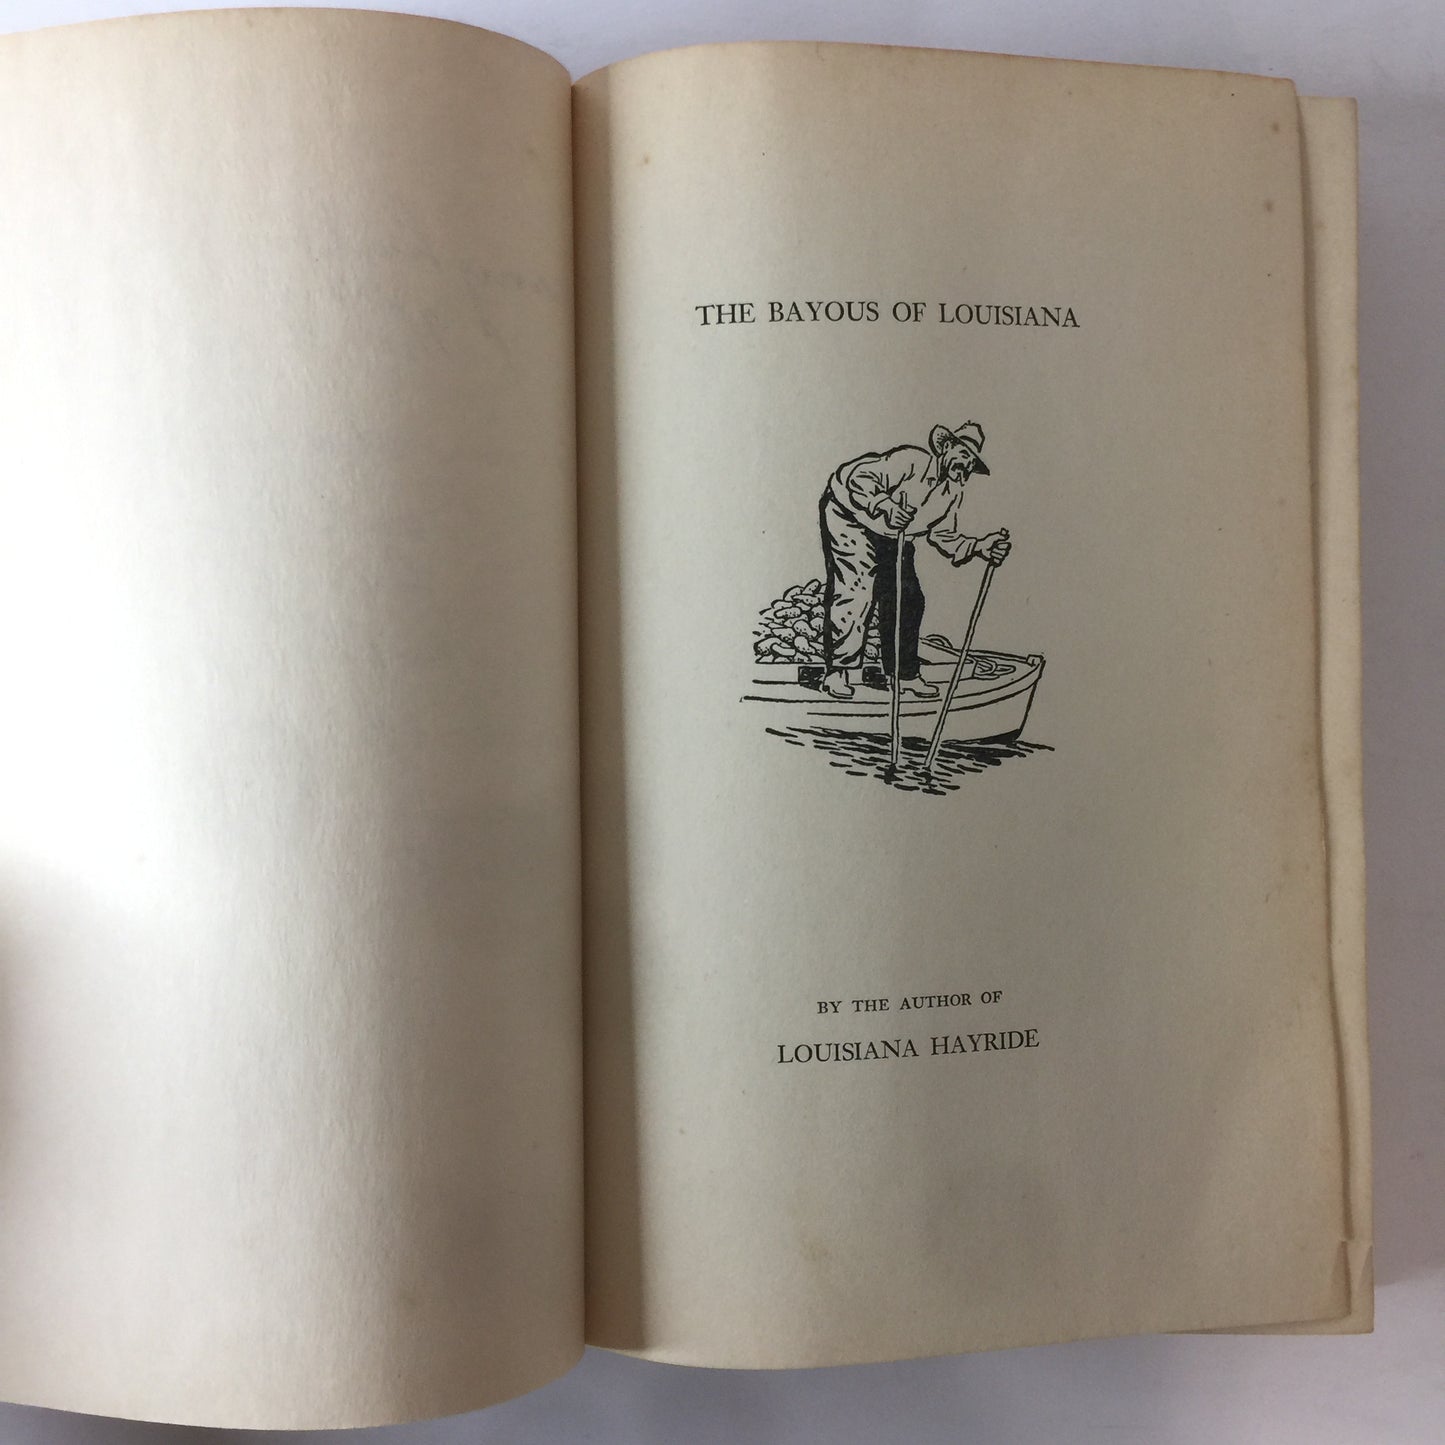 THE BAYOUS OF LOUISIANA
BY THE AUTHOR OF
LOUISIANA HAYRIDE